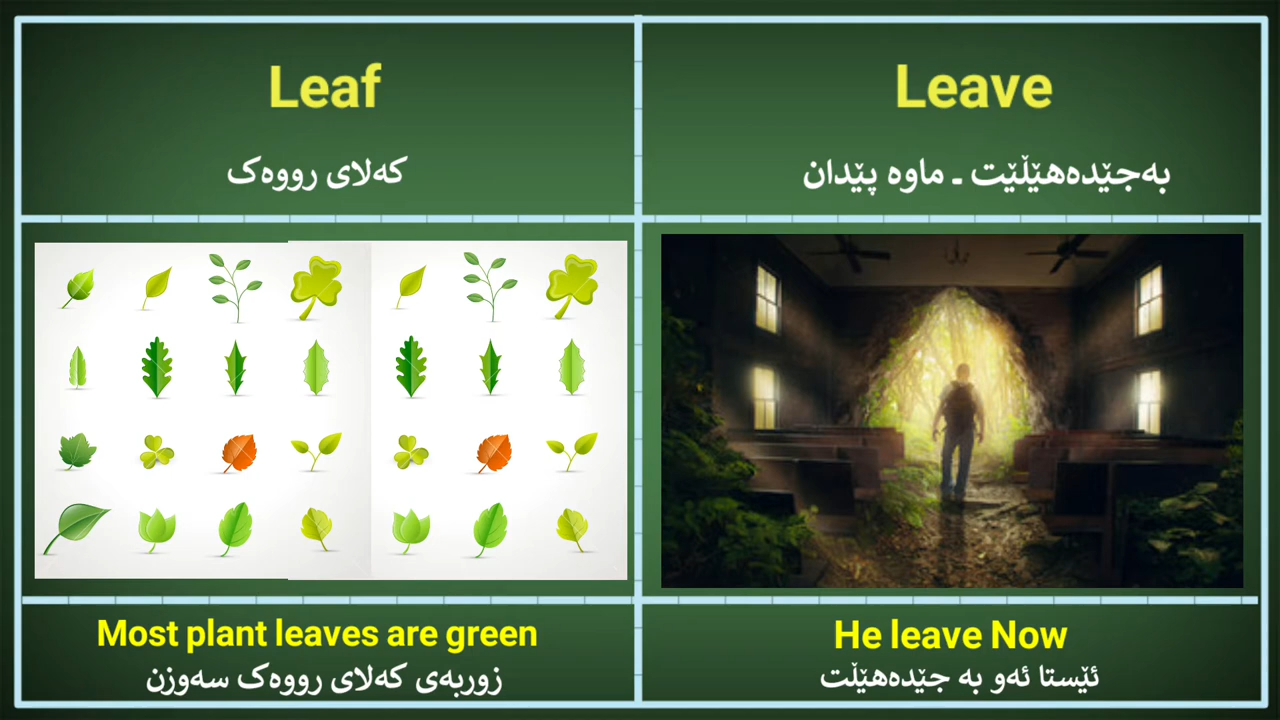 Leaf
کەلای رووەک
Most plant leaves are green
زوربەی کەلای رووەک سەوزن
Leave
بەجێدەهێڵێت ـ ماوە پێدان
He leave Now
ئێستا ئەو بە جێدەهێڵت